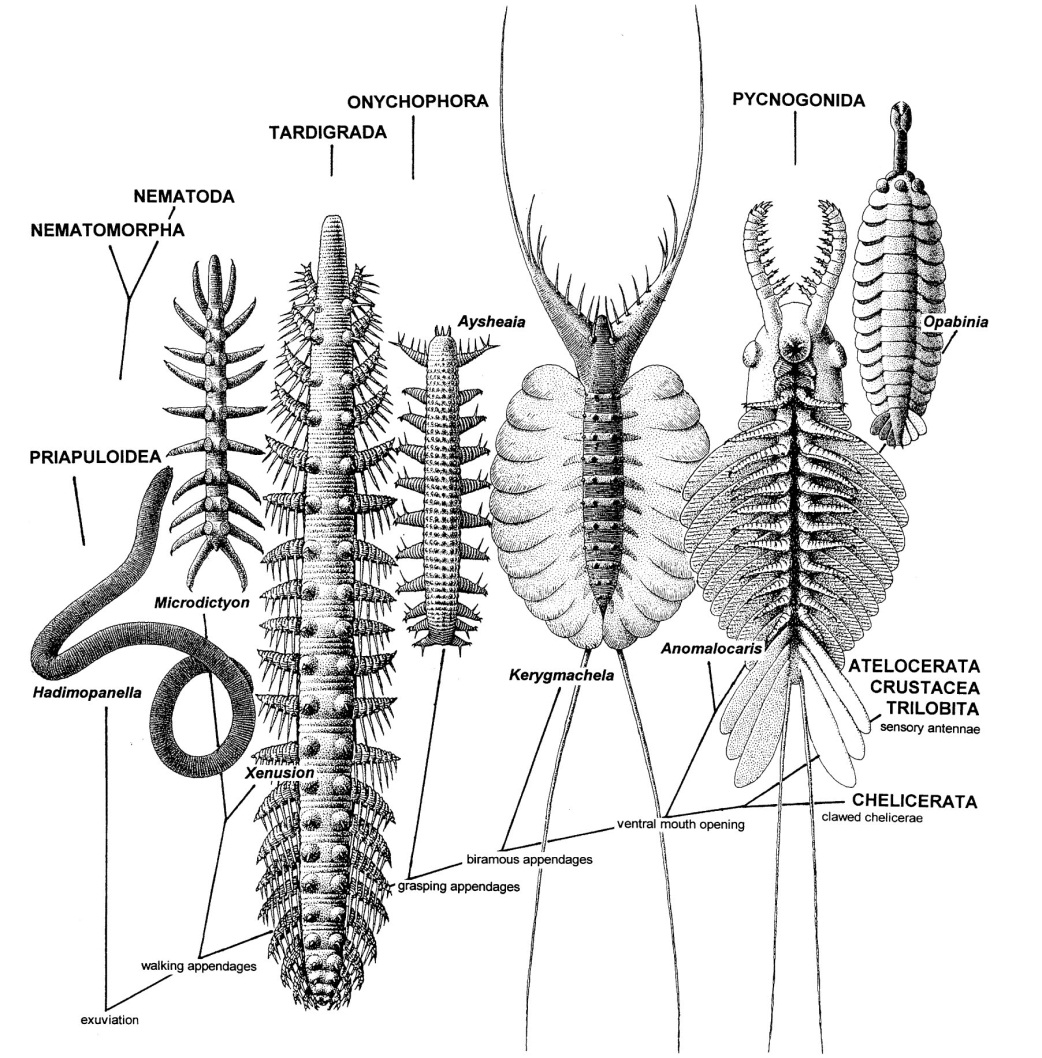 ONYCHOPHORA
PYCNOGONIDA
TARDIGRADA
NEMATODA
NEMATOMORPHA
Aysheaia
Opabinia
PRIAPULOIDEA
Microdictyon
Hadimopanella
Kerygmachela
Anomalocaris
ATELOCERATA
CRUSTACEA
TRILOBITA
sensory antennae
Xenusion
CHELICERATA
clawed chelicerae
ventral mouth opening
biramous appendages
grasping appendages
walking appendages
exuviation